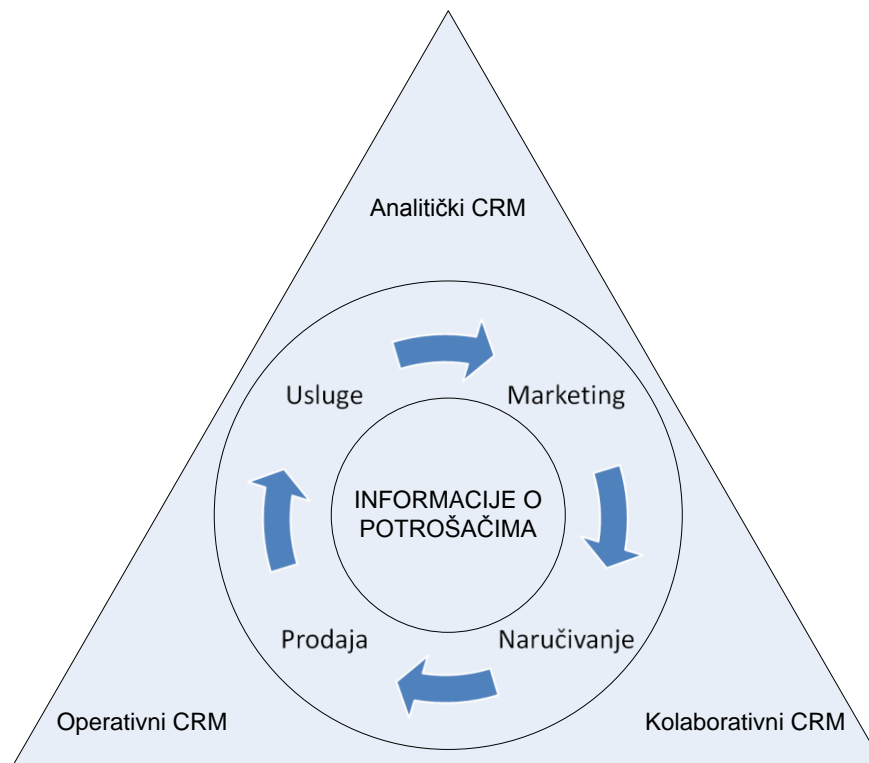 Analitički CRM
Usluge
Marketing
INFORMACIJE O
POTROŠAČIMA
Prodaja
Naručivanje
Operativni CRM
Kolaborativni CRM